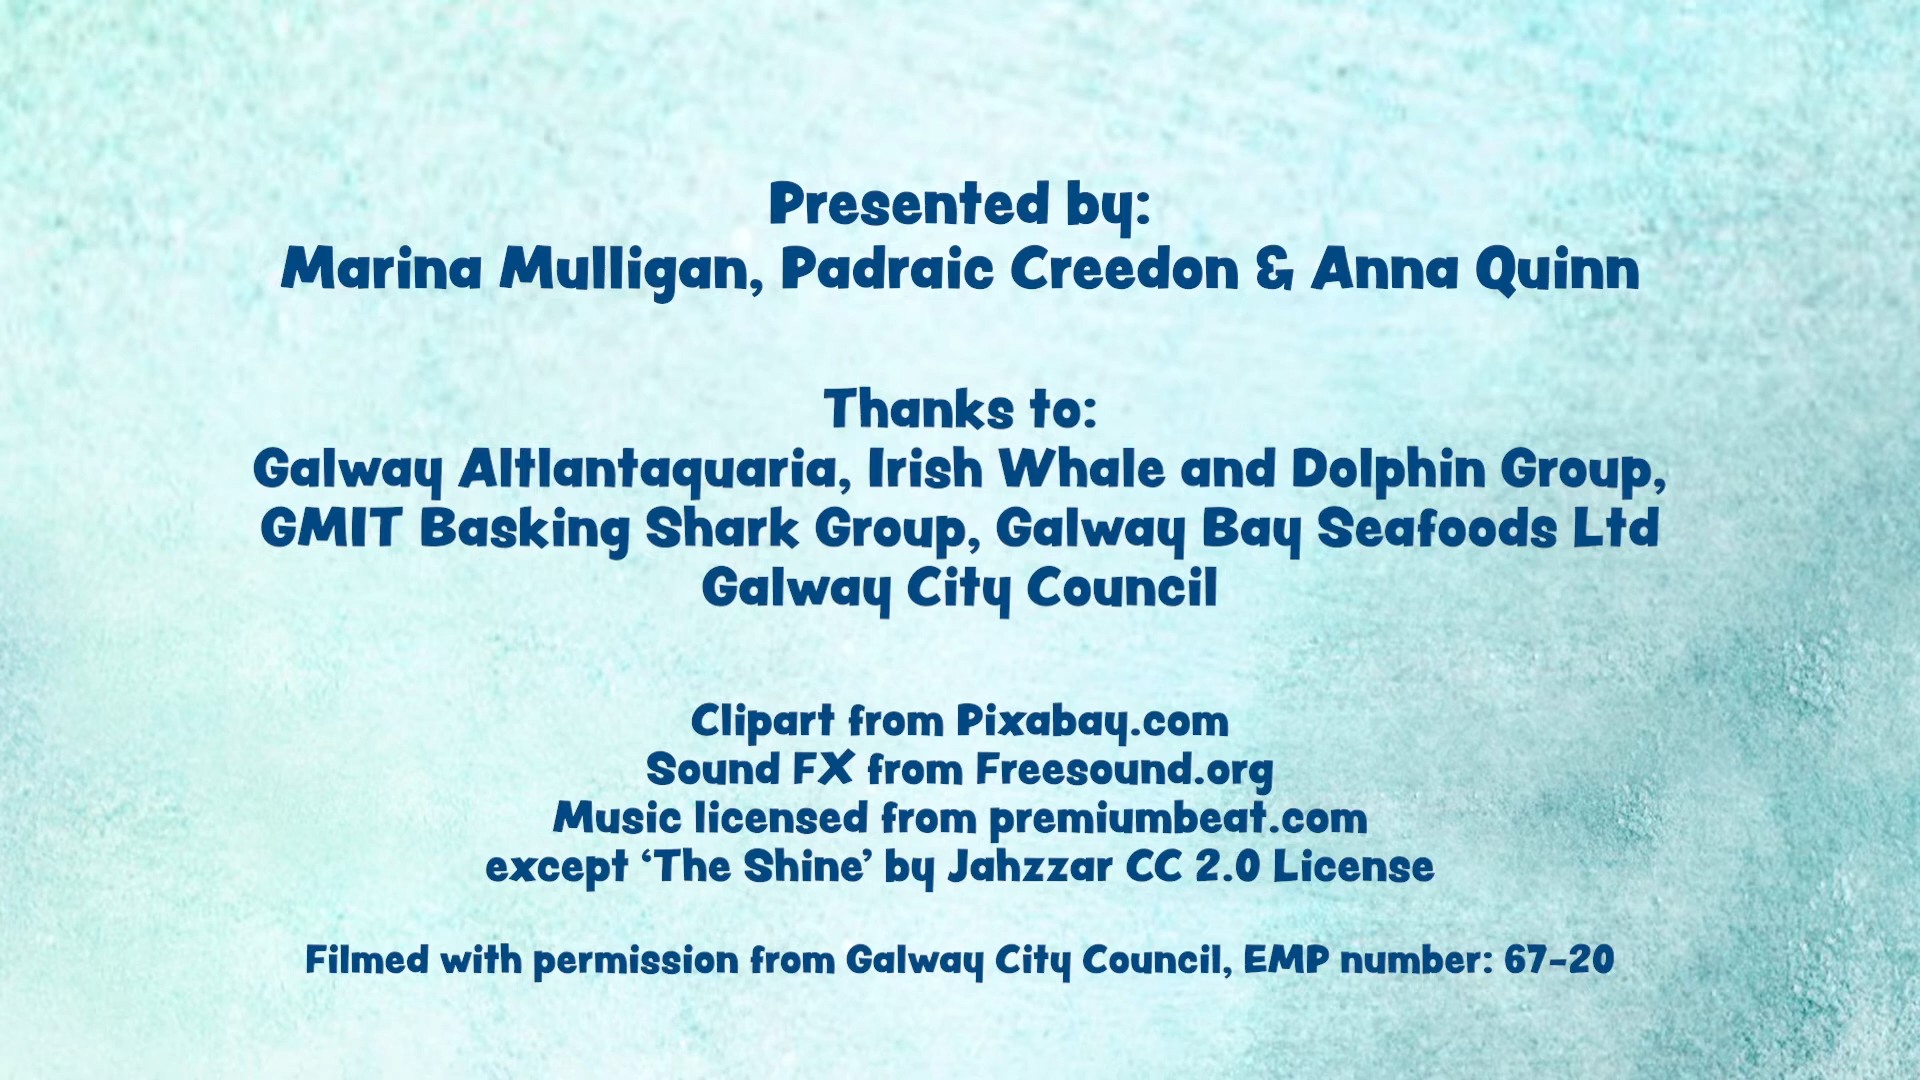 Presented by:
Marina Mulligan, Padraic Creedon & Anna Quinn
Thanks to:
Galway Altlantaquaria, Irish Whale and Dolphin Group,
GMIT Basking Shark Group, Galway Bay Seafoods Ltd
Galway City Council
Clipart from Pixabay.com
Sound FX from Freesound.org
Music licensed from premiumbeat.com
except ‘The Shine’ by Jahzzar CC 2.0 License
Filmed with permission from Galway City Council, EMP number: 67-20